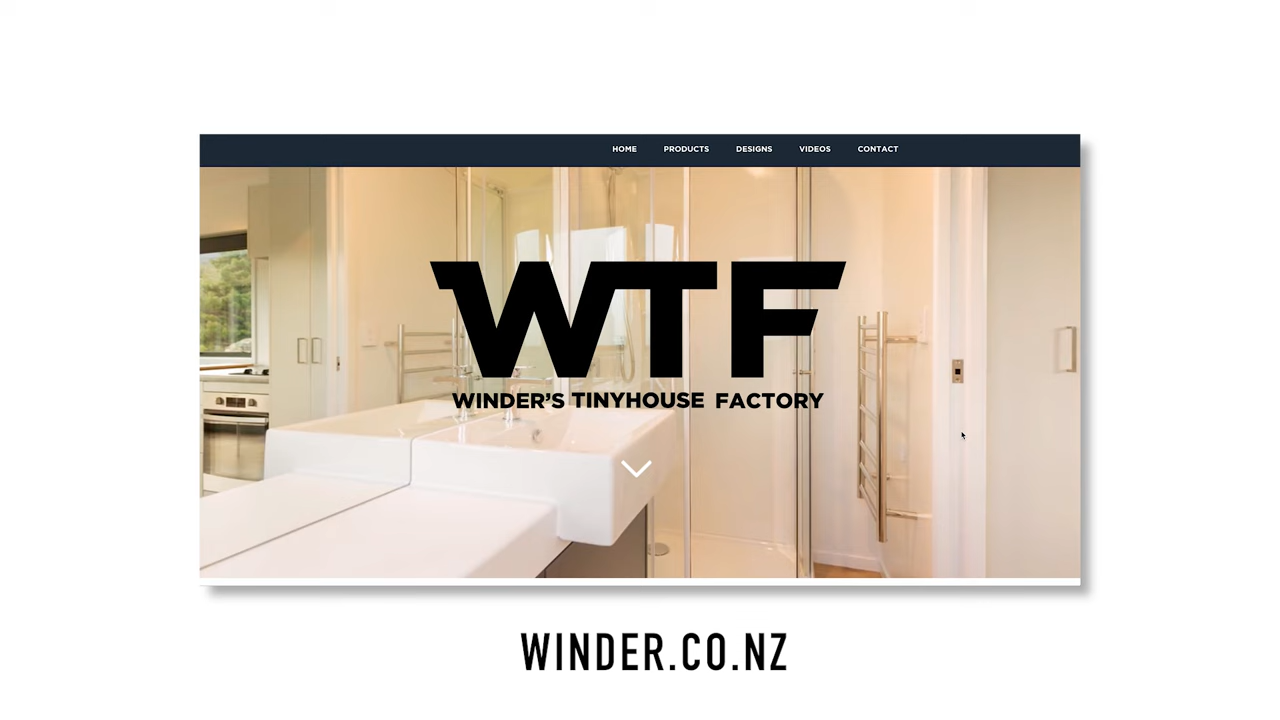 HOME PRODUCTS DESIGNS VIDEOS CONTACT
WTF
WINDER'S TINYHOUSE FACTORY
WINDER.CO.NZ